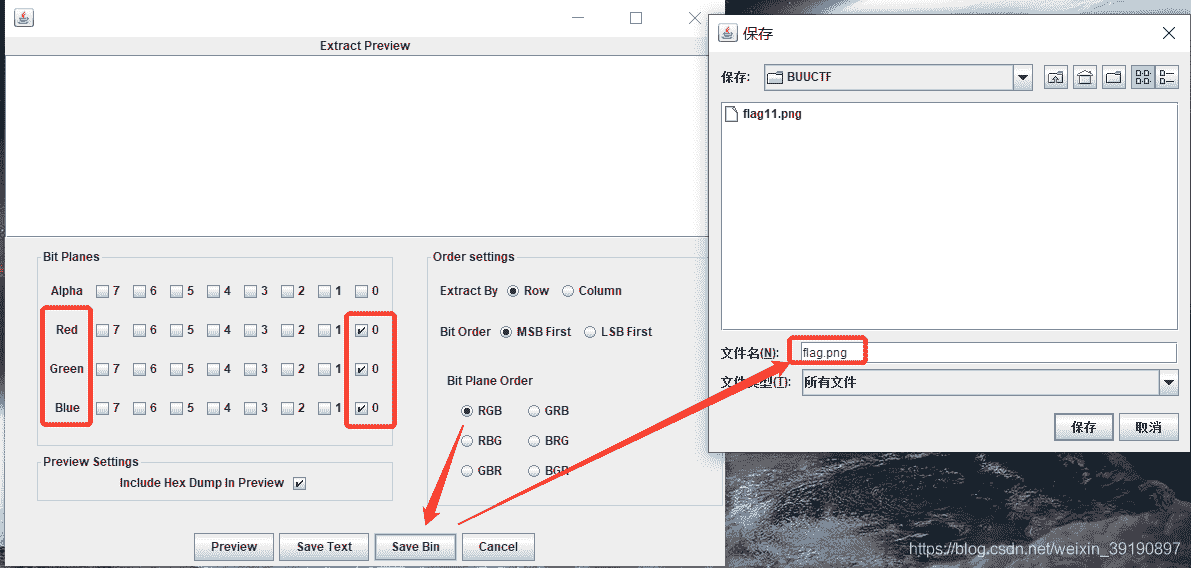 Extract Preview
Bit Planes
Alpha 7 6 5 4 3 2 1 0
Red 7 6 5 4 3 2 1 0
Green 7 6 5 4 3 2 1 0
Blue 7 6 5 4 3 2 1 0
Preview Settings
Include Hex Dump In Preview
Order settings
Extract By Row Column
Bit Order MSB First LSB First
Bit Plane Order
RGB GRB
RBG BRG
GBR BGR
Preview Save Text Save Bin Cancel
保存
保存: BUUCTF
flag11.png
文件名(N): flag.png
文件类型(T): 所有文件
保存 取消
https://blog.csdn.net/weixin_39190897